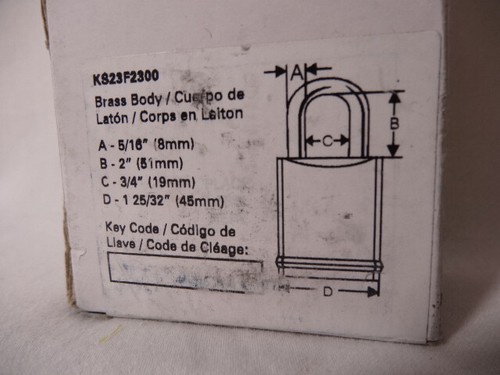 KS23F2300
Brass Body / Cuerpo de
Latón / Corps en Laiton
A - 5/16" (8mm)
B - 2" (51mm)
C - 3/4" (19mm)
D - 1 25/32" (45mm)
Key Code / Código de
Llave / Code de Cléage:
A
B
C
D